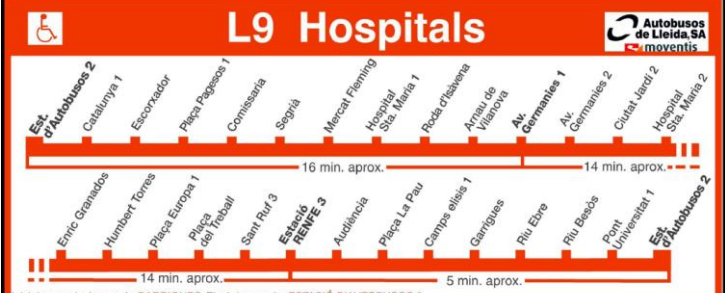 L9 Hospitals
Autobusos
de Lleida,SA
moventis
Est.
d'Autobusos 2
Catalunya 1
Escorxador
Plaça Pagesos 1
Comissaria
Segrià
Mercat Fleming
Hospital
Sta. Maria 1
Roda d'Isàvena
Arnau de
Vilanova
Av.
Germanies 1
Av.
Germanies 2
Ciutat Jardí 2
Hospital
Sta. Maria 2
16 min. aprox.
14 min. aprox.
Enric Granados
Humbert Torres
Plaça Europa 1
Plaça
del Treball
Sant Ruf 3
Estació
RENFE 3
Audiència
Plaça La Pau
Camps elisis 1
Garrigues
Riu Ebre
Riu Besòs
Pont
Universitat 1
Est.
d'Autobusos 2
14 min. aprox.
5 min. aprox.